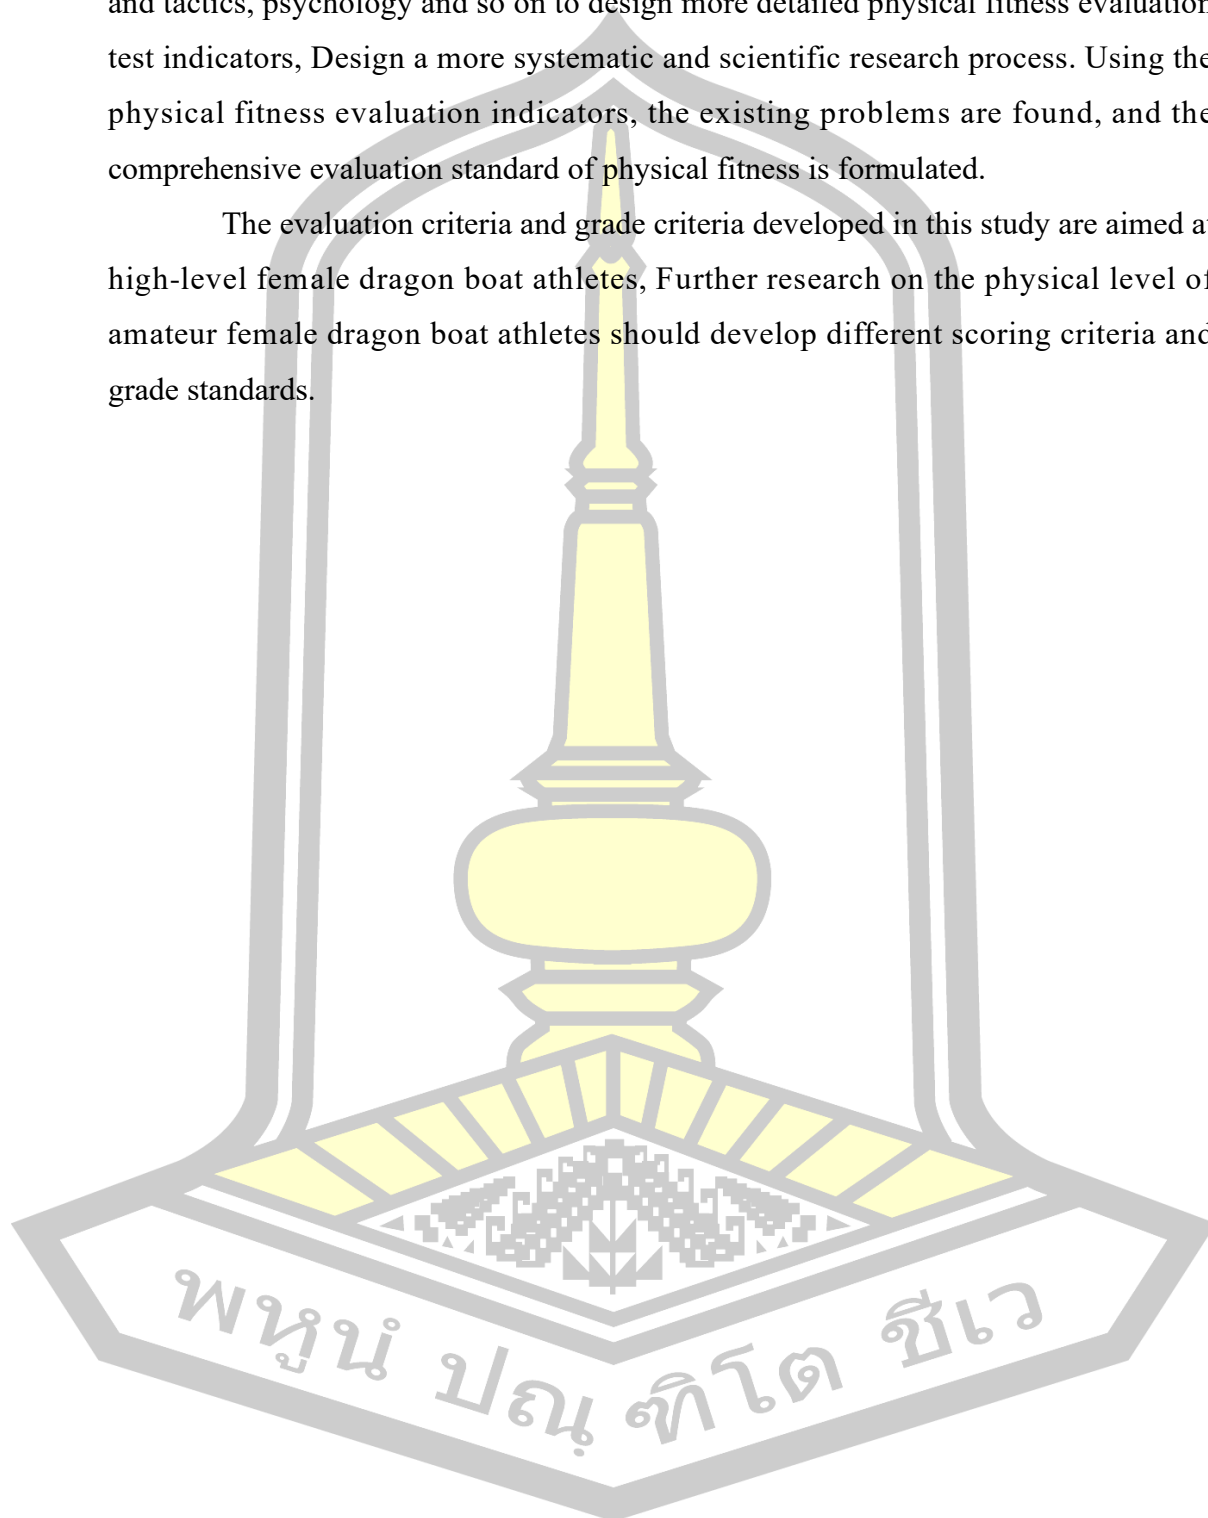 and tactics, psychology and so on to design more detailed physical fitness evaluation
test indicators, Design a more systematic and scientific research process. Using the
physical fitness evaluation indicators, the existing problems are found, and the
comprehensive evaluation standard of physical fitness is formulated.
The evaluation criteria and grade criteria developed in this study are aimed at
high-level female dragon boat athletes, Further research on the physical level of
amateur female dragon boat athletes should develop different scoring criteria and
grade standards.
พหูนํ ปณฺฑิโต ชีเว